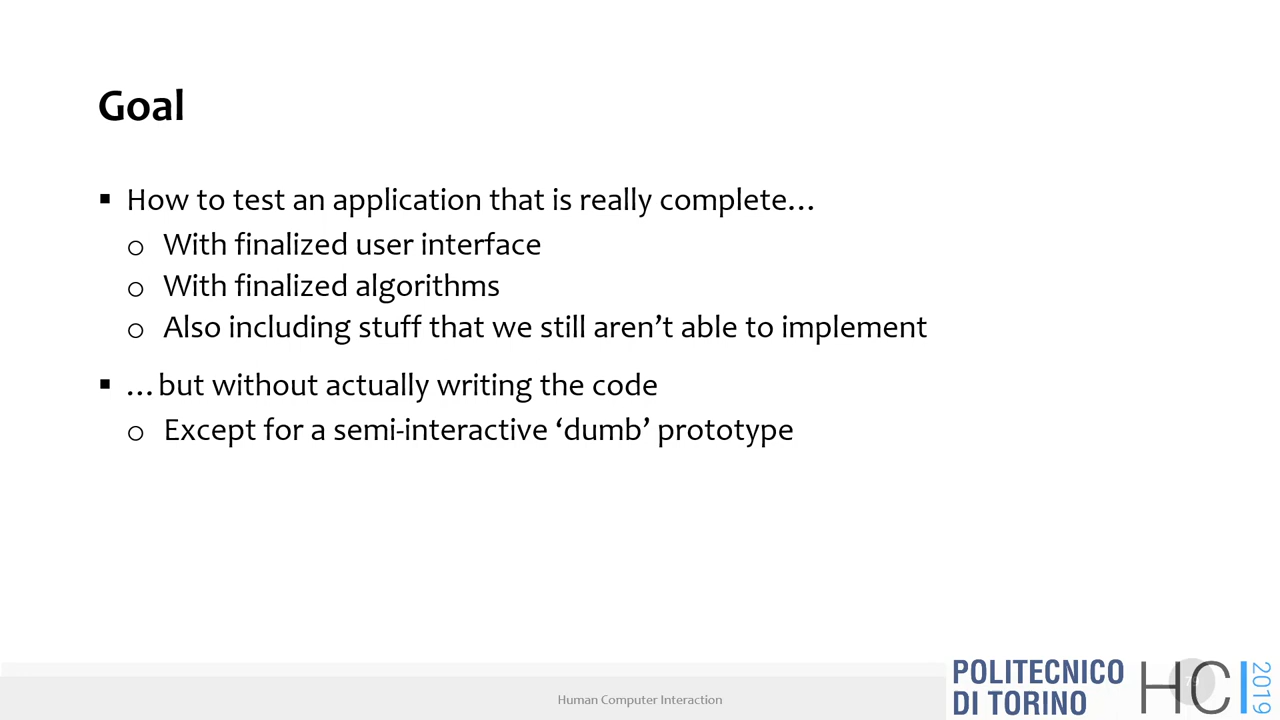 Goal
▪ How to test an application that is really complete…
o With finalized user interface
o With finalized algorithms
o Also including stuff that we still aren’t able to implement
▪ …but without actually writing the code
o Except for a semi-interactive ‘dumb’ prototype
Human Computer Interaction
POLITECNICO
DI TORINO
HCI
2019